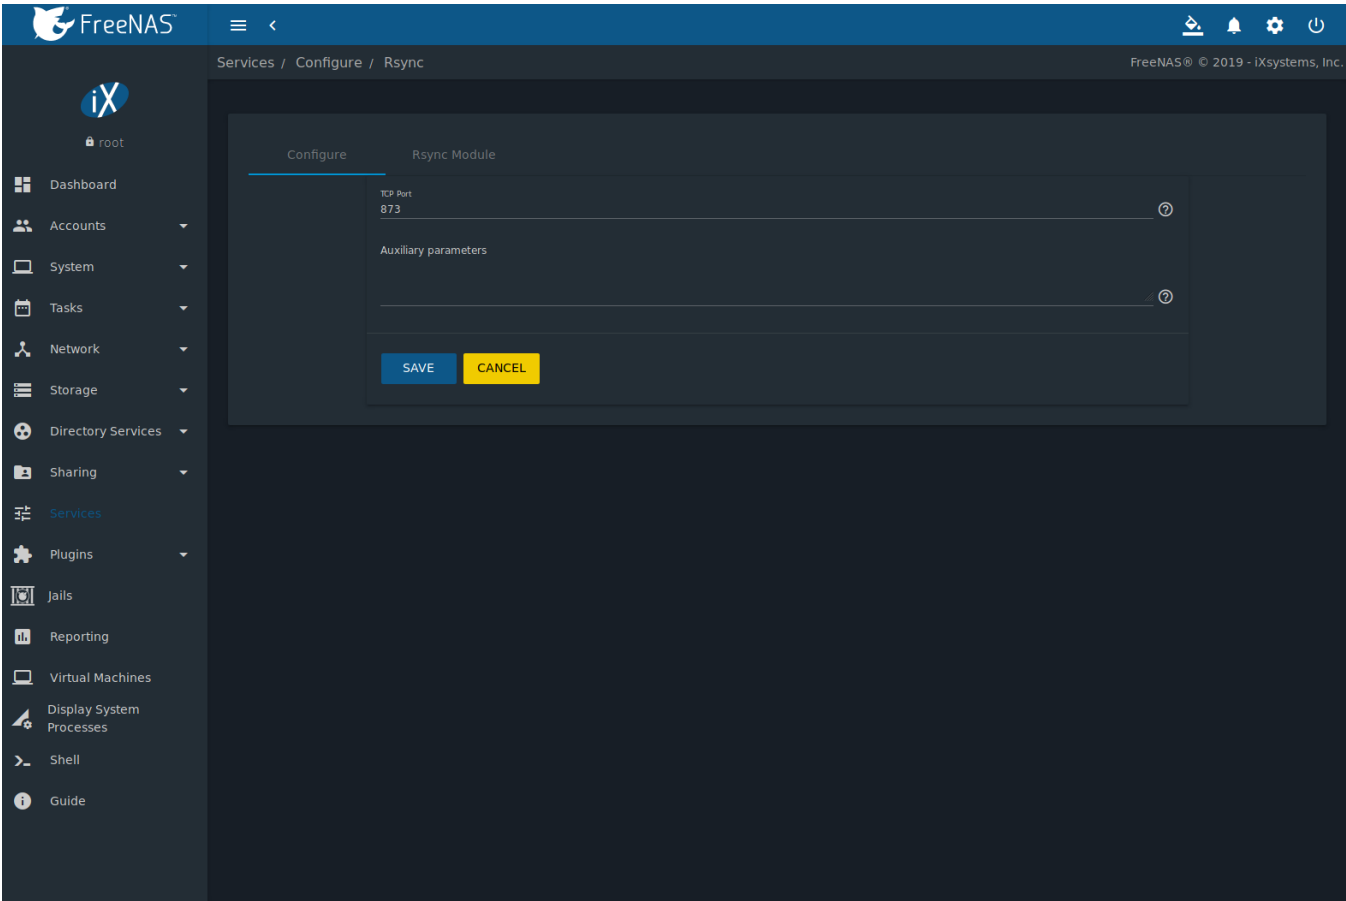 FreeNAS™
Services / Configure / Rsync
FreeNAS® © 2019 - iXsystems, Inc.
iX
root
Dashboard
Accounts
System
Tasks
Network
Storage
Directory Services
Sharing
Services
Plugins
Jails
Reporting
Virtual Machines
Display System
Processes
Shell
Guide
Configure
Rsync Module
TCP Port
873
Auxiliary parameters
SAVE
CANCEL